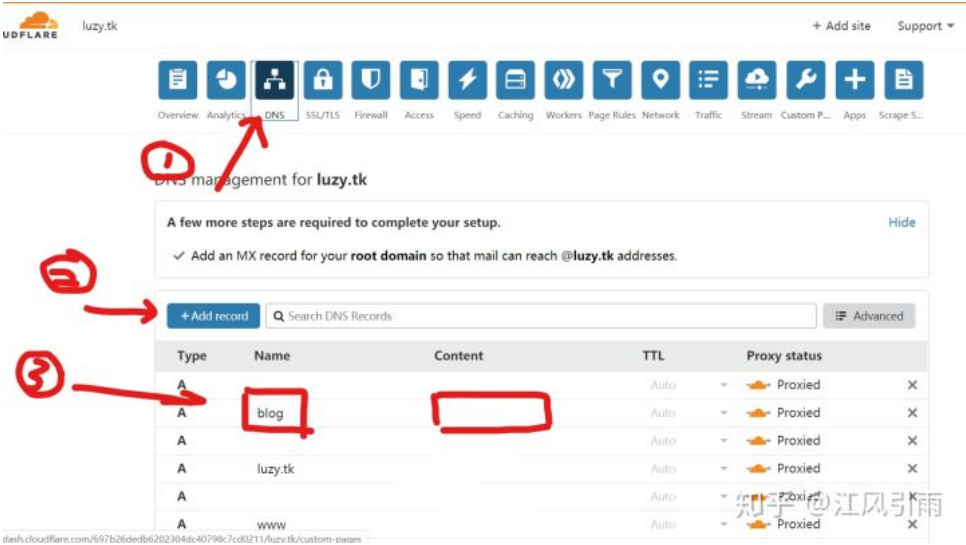 UDFLARE
luzy.tk
+ Add site
Support
Overview Analytics DNS SSL/TLS Firewall Access Speed Caching Workers Page Rules Network Traffic Stream Custom P... Apps Scrape S...
①
DNS management for luzy.tk
A few more steps are required to complete your setup.
Hide
Add an MX record for your root domain so that mail can reach @luzy.tk addresses.
②
+ Add record
Search DNS Records
Advanced
③
Type Name Content TTL Proxy status
A Auto Proxied ×
A blog Auto Proxied ×
A Auto Proxied ×
A luzy.tk Auto Proxied ×
A Auto Proxied ×
A www Auto Proxied ×
知乎 @江风引雨
dash.cloudflare.com/697b26dedb6202304dc40798c7cd0211/luzy.tk/custom-pages